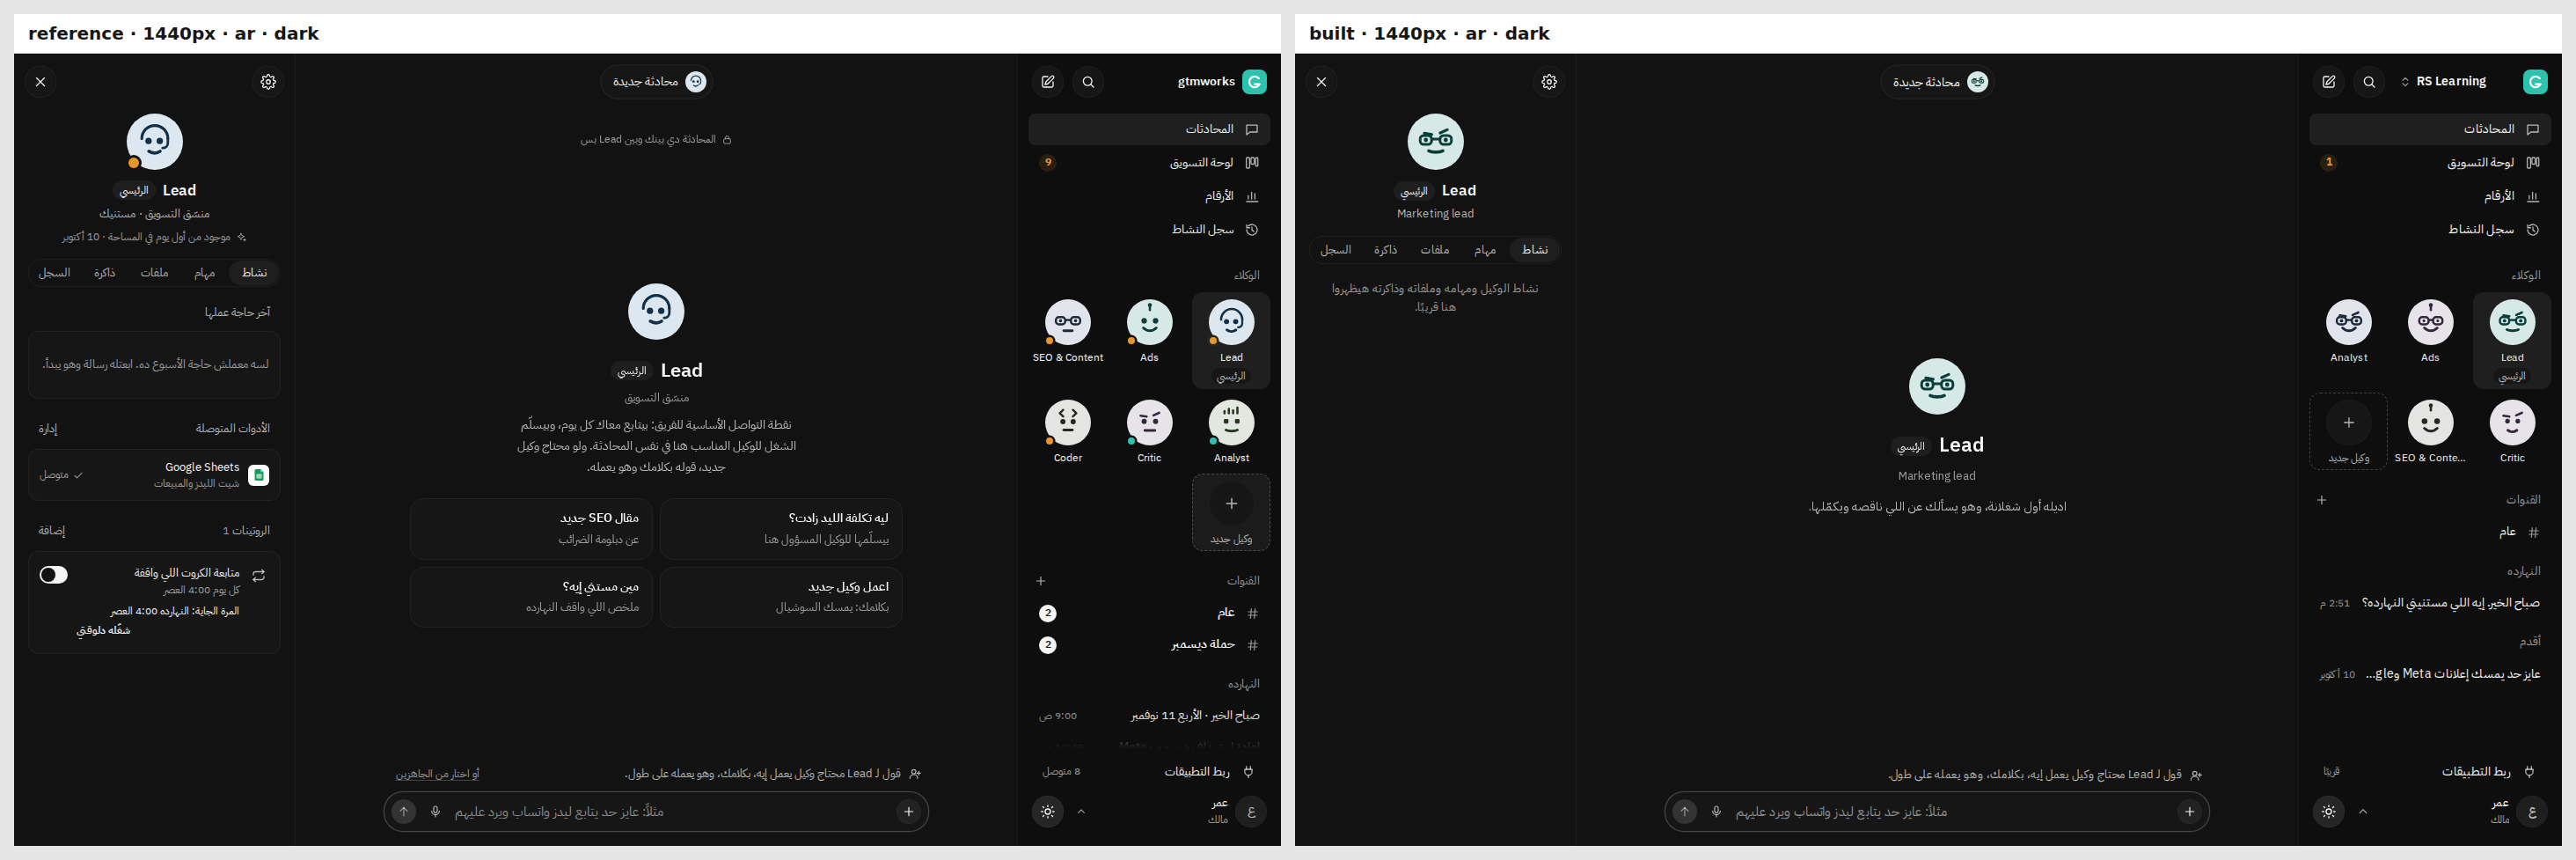 reference · 1440px · ar · dark
gtmworks
المحادثات
لوحة التسويق
9
الأرقام
سجل النشاط
الوكلاء
Lead
الرئيسي
Ads
SEO & Content
Analyst
Critic
Coder
وكيل جديد
القنوات
عام
2
حملة ديسمبر
2
النهارده
صباح الخير · الأربع 11 نوفمبر
9:00 ص
ربط التطبيقات
8 متوصل
ع
عمر
مالك
محادثة جديدة
المحادثة دي بينك وبين Lead بس
Lead الرئيسي
منسّق التسويق
نقطة التواصل الأساسية للفريق: بيتابع معاك كل يوم، وبيسلّم
الشغل للوكيل المناسب هنا في نفس المحادثة. ولو محتاج وكيل
جديد، قوله بكلامك وهو يعمله.
ليه تكلفة الليد زادت؟
بيسلّمها للوكيل المسؤول هنا
مقال SEO جديد
عن دبلومة الضرائب
اعمل وكيل جديد
بكلامك: يمسك السوشيال
مين مستني إيه؟
ملخص اللي واقف النهارده
قول لـ Lead محتاج وكيل يعمل إيه، بكلامك، وهو يعمله على طول.
أو اختار من الجاهزين
مثلاً: عايز حد يتابع ليدز واتساب ويرد عليهم
Lead الرئيسي
منسّق التسويق · مستنيك
موجود من أول يوم في المساحة · 10 أكتوبر
نشاط
مهام
ملفات
ذاكرة
السجل
آخر حاجة عملها
لسه معملش حاجة الأسبوع ده. ابعتله رسالة وهو يبدأ.
الأدوات المتوصلة
إدارة
Google Sheets
شيت الليدز والمبيعات
متوصل
الروتينات 1
إضافة
متابعة الكروت اللي واقفة
كل يوم 4:00 العصر
المرة الجاية: النهارده 4:00 العصر
شغّله دلوقتي
built · 1440px · ar · dark
RS Learning
المحادثات
لوحة التسويق
1
الأرقام
سجل النشاط
الوكلاء
Lead
الرئيسي
Ads
Analyst
Critic
SEO & Conte...
وكيل جديد
القنوات
عام
النهارده
صباح الخير. إيه اللي مستنيني النهارده؟
2:51 م
أقدم
عايز حد يمسك إعلانات Meta وgle...
10 أكتوبر
ربط التطبيقات
قريبًا
ع
عمر
مالك
محادثة جديدة
Lead الرئيسي
Marketing lead
اديله أول شغلانة، وهو يسألك عن اللي ناقصه ويكمّلها.
قول لـ Lead محتاج وكيل يعمل إيه، بكلامك، وهو يعمله على طول.
مثلاً: عايز حد يتابع ليدز واتساب ويرد عليهم
Lead الرئيسي
Marketing lead
نشاط
مهام
ملفات
ذاكرة
السجل
نشاط الوكيل ومهامه وملفاته وذاكرته هيظهروا
هنا قريبًا.